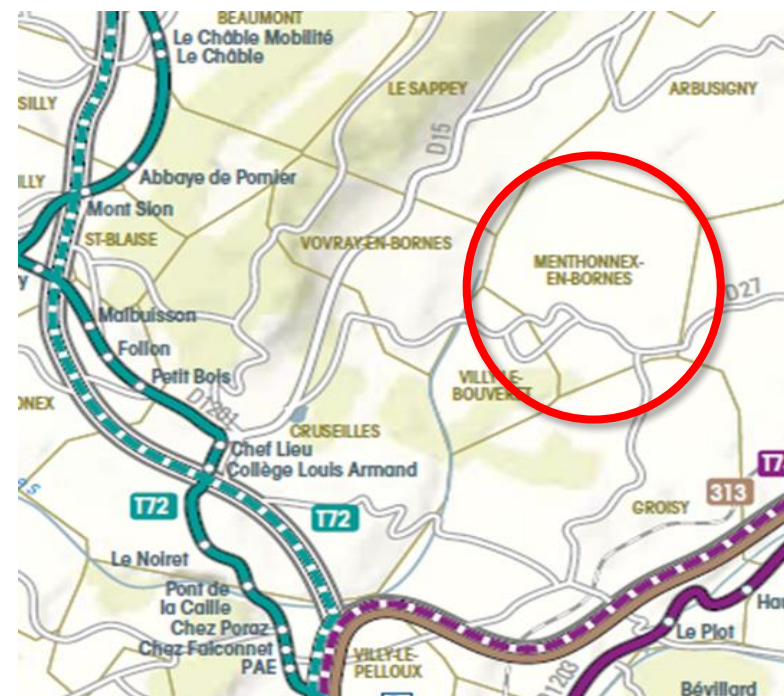 BEAUMONT
Le Châble Mobilité
Le Châble
LE SAPPEY
ARBUSIGNY
SILLY
D15
Abbaye de Pomier
LLY
Mont Sion
ST-BLAISE
VOVRAY-EN-BORNES
MENTHONNEX-
EN-BORNES
y
D27
Malbuisson
Follon
Petit Bois
VILLY-LE-
BOUVERET
ONEX
D1201
CRUSEILLES
Chef Lieu
Collège Louis Armand
T72
T72
313
GROISY
Le Noiret
Pont de
la Caille
Chez Poraz
Chez Falconnet
PAE
VILLY-LE-
PELLOUX
Le Plot
1203
Bévillard